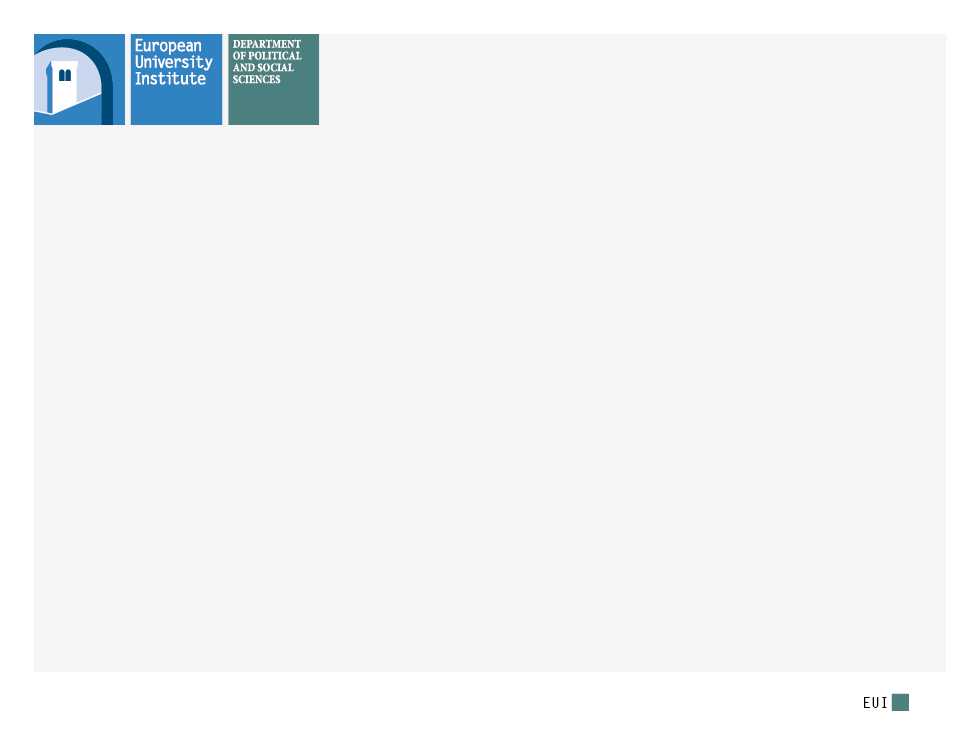 European
University
Institute
DEPARTMENT
OF POLITICAL
AND SOCIAL
SCIENCES
EUI